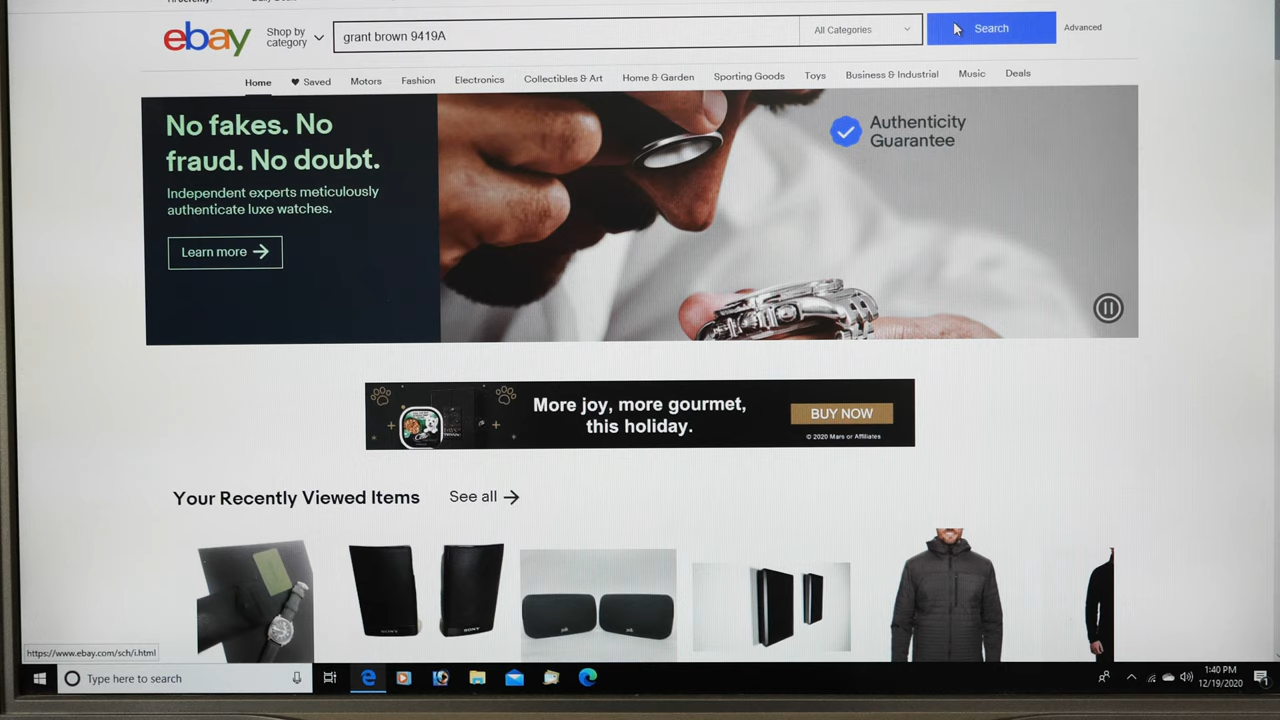 ebay
Shop by
category
grant brown 9419A
All Categories
Search
Advanced
Home
Saved
Motors
Fashion
Electronics
Collectibles & Art
Home & Garden
Sporting Goods
Toys
Business & Industrial
Music
Deals
No fakes. No
fraud. No doubt.
Independent experts meticulously
authenticate luxe watches.
Learn more
Authenticity
Guarantee
More joy, more gourmet,
this holiday.
BUY NOW
© 2020 Mars or Affiliates
Your Recently Viewed Items
See all
SONY
SONY
polk
polk
https://www.ebay.com/sch/i.html
Type here to search
1:40 PM
12/19/2020